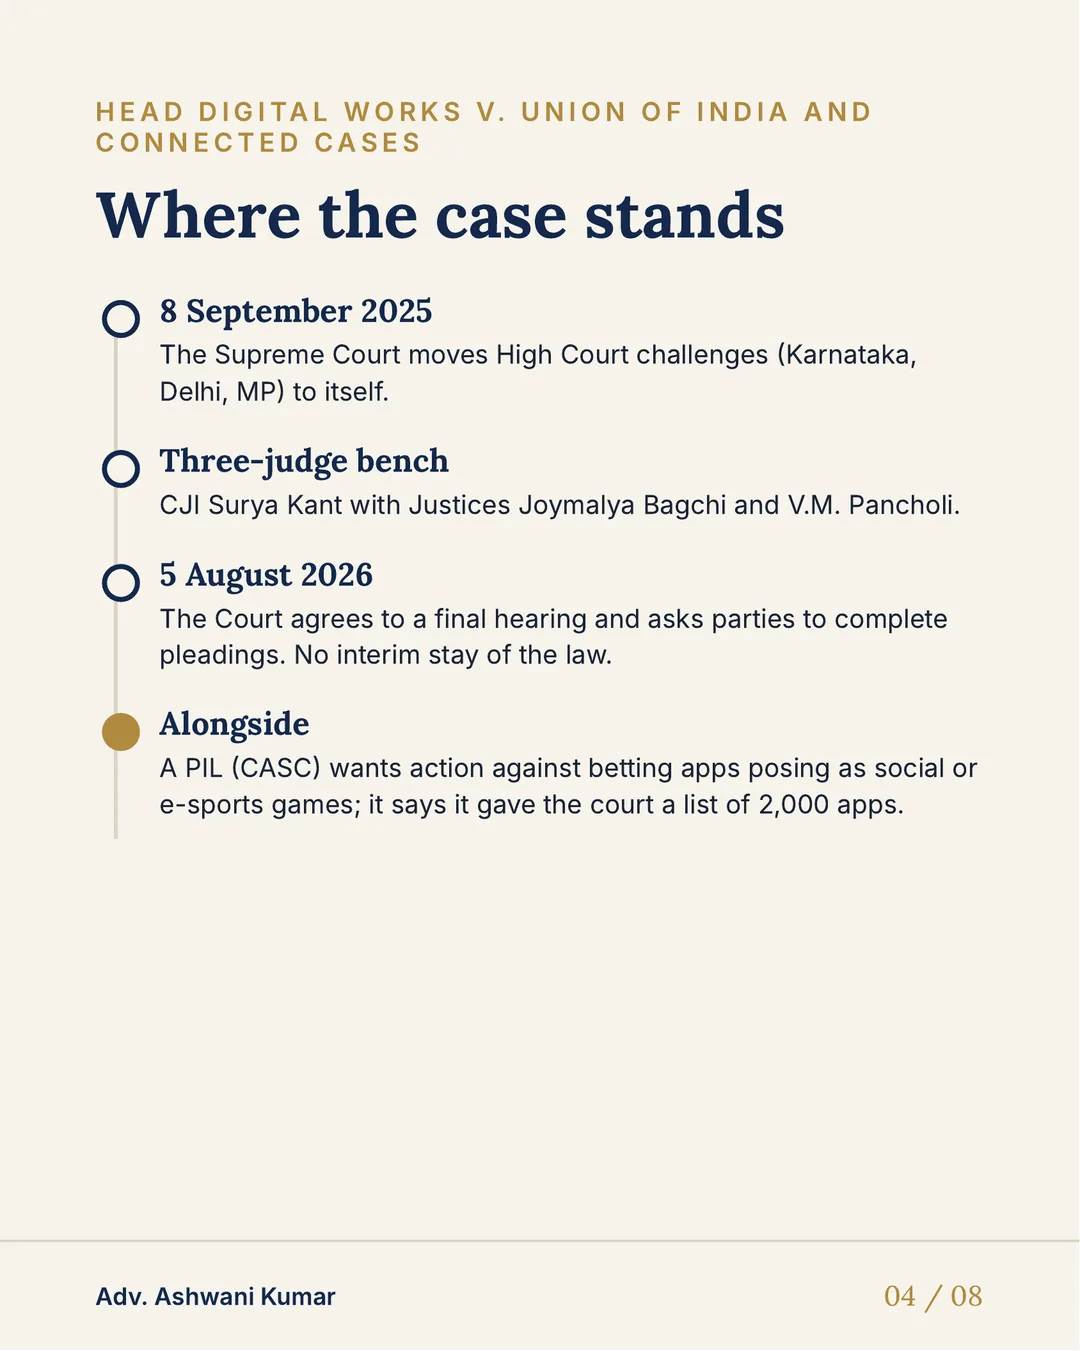 HEAD DIGITAL WORKS V. UNION OF INDIA AND
CONNECTED CASES
Where the case stands
8 September 2025
The Supreme Court moves High Court challenges (Karnataka,
Delhi, MP) to itself.
Three-judge bench
CJI Surya Kant with Justices Joymalya Bagchi and V.M. Pancholi.
5 August 2026
The Court agrees to a final hearing and asks parties to complete
pleadings. No interim stay of the law.
Alongside
A PIL (CASC) wants action against betting apps posing as social or
e-sports games; it says it gave the court a list of 2,000 apps.
Adv. Ashwani Kumar
04 / 08